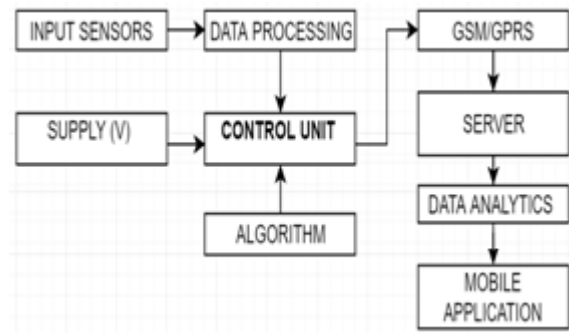 INPUT SENSORS
DATA PROCESSING
GSM/GPRS
SUPPLY (V)
CONTROL UNIT
SERVER
ALGORITHM
DATA ANALYTICS
MOBILE
APPLICATION